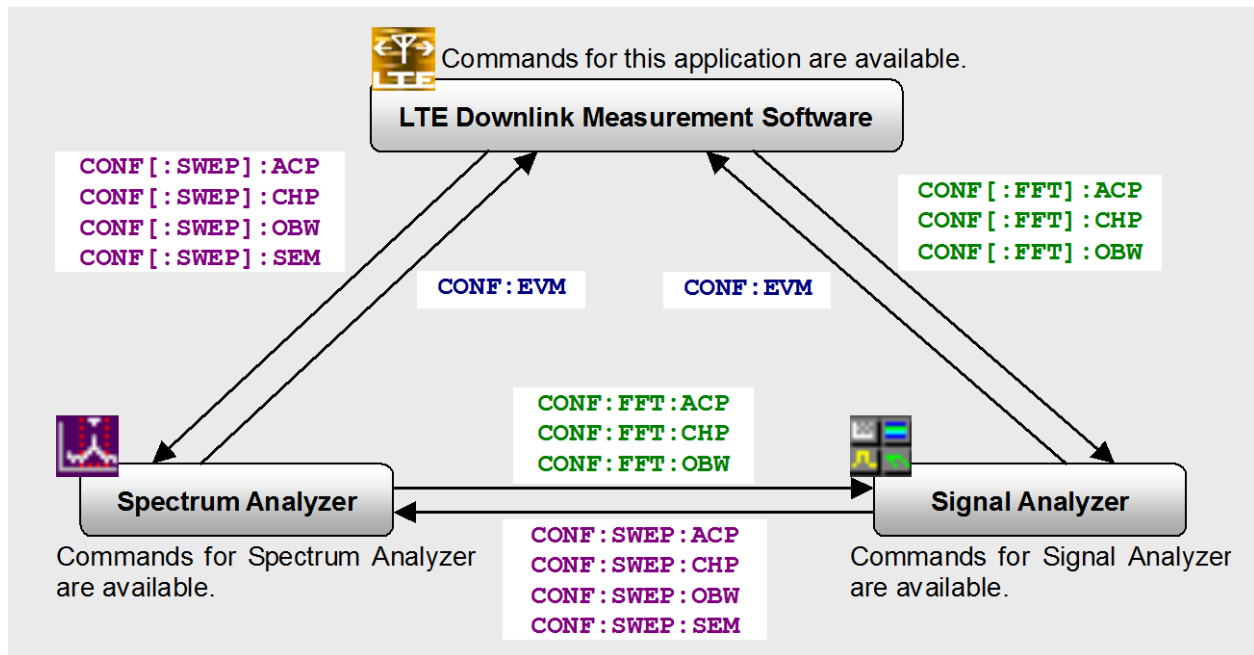 LTE
Commands for this application are available.
LTE Downlink Measurement Software
CONF[:SWEP]:ACP
CONF[:SWEP]:CHP
CONF[:SWEP]:OBW
CONF[:SWEP]:SEM
CONF[:FFT]:ACP
CONF[:FFT]:CHP
CONF[:FFT]:OBW
CONF:EVM
CONF:EVM
CONF:FFT:ACP
CONF:FFT:CHP
CONF:FFT:OBW
Spectrum Analyzer
Signal Analyzer
CONF:SWEP:ACP
CONF:SWEP:CHP
CONF:SWEP:OBW
CONF:SWEP:SEM
Commands for Spectrum Analyzer
are available.
Commands for Signal Analyzer
are available.